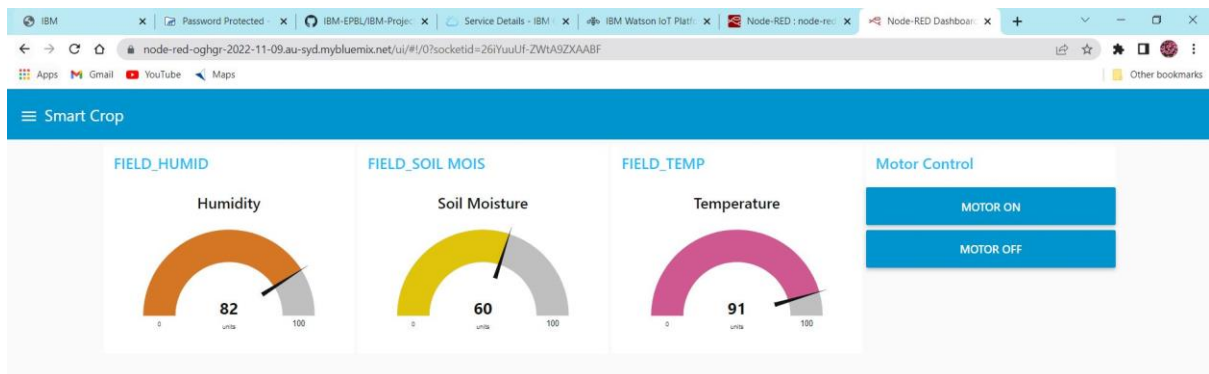 IBM
Password Protected -
IBM-EPBL/IBM-Projec
Service Details - IBM
IBM Watson IoT Platfo
Node-RED : node-red
Node-RED Dashboard
node-red-oghgr-2022-11-09.au-syd.mybluemix.net/ui/#!/0?socketid=26iYuuUf-ZWtA9ZXAABF
Apps
Gmail
YouTube
Maps
Other bookmarks
Smart Crop
FIELD_HUMID
Humidity
82
units
0
100
FIELD_SOIL MOIS
Soil Moisture
60
units
0
100
FIELD_TEMP
Temperature
91
units
0
100
Motor Control
MOTOR ON
MOTOR OFF